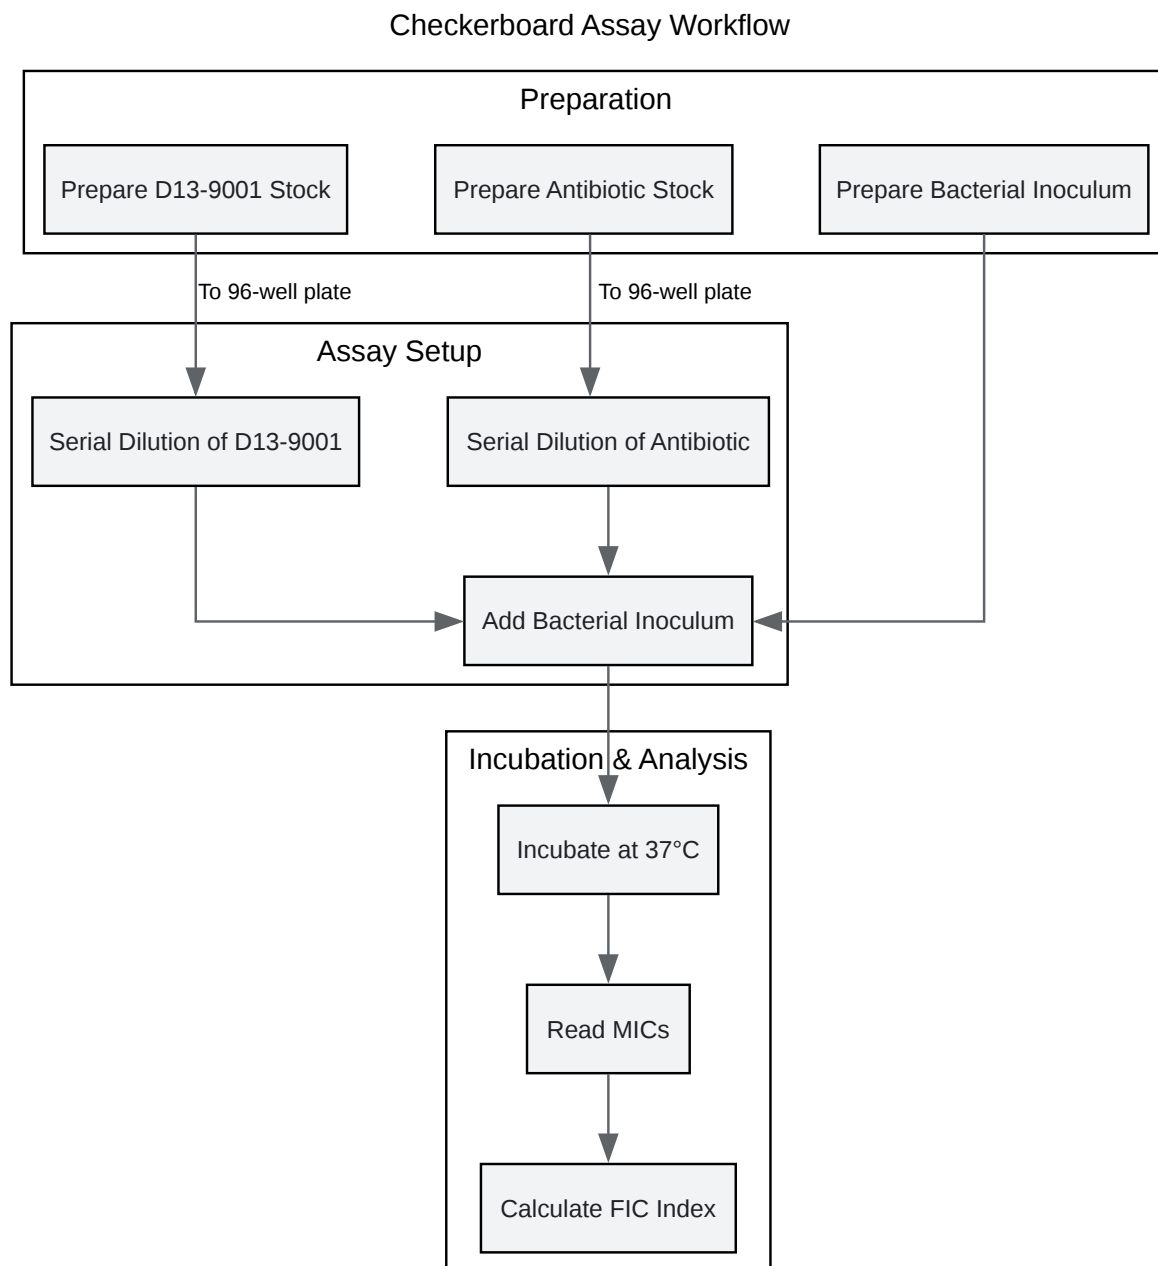 Checkerboard Assay Workflow
Preparation
Prepare D13-9001 Stock
Prepare Antibiotic Stock
Prepare Bacterial Inoculum
To 96-well plate
To 96-well plate
Assay Setup
Serial Dilution of D13-9001
Serial Dilution of Antibiotic
Add Bacterial Inoculum
Incubation & Analysis
Incubate at 37°C
Read MICs
Calculate FIC Index